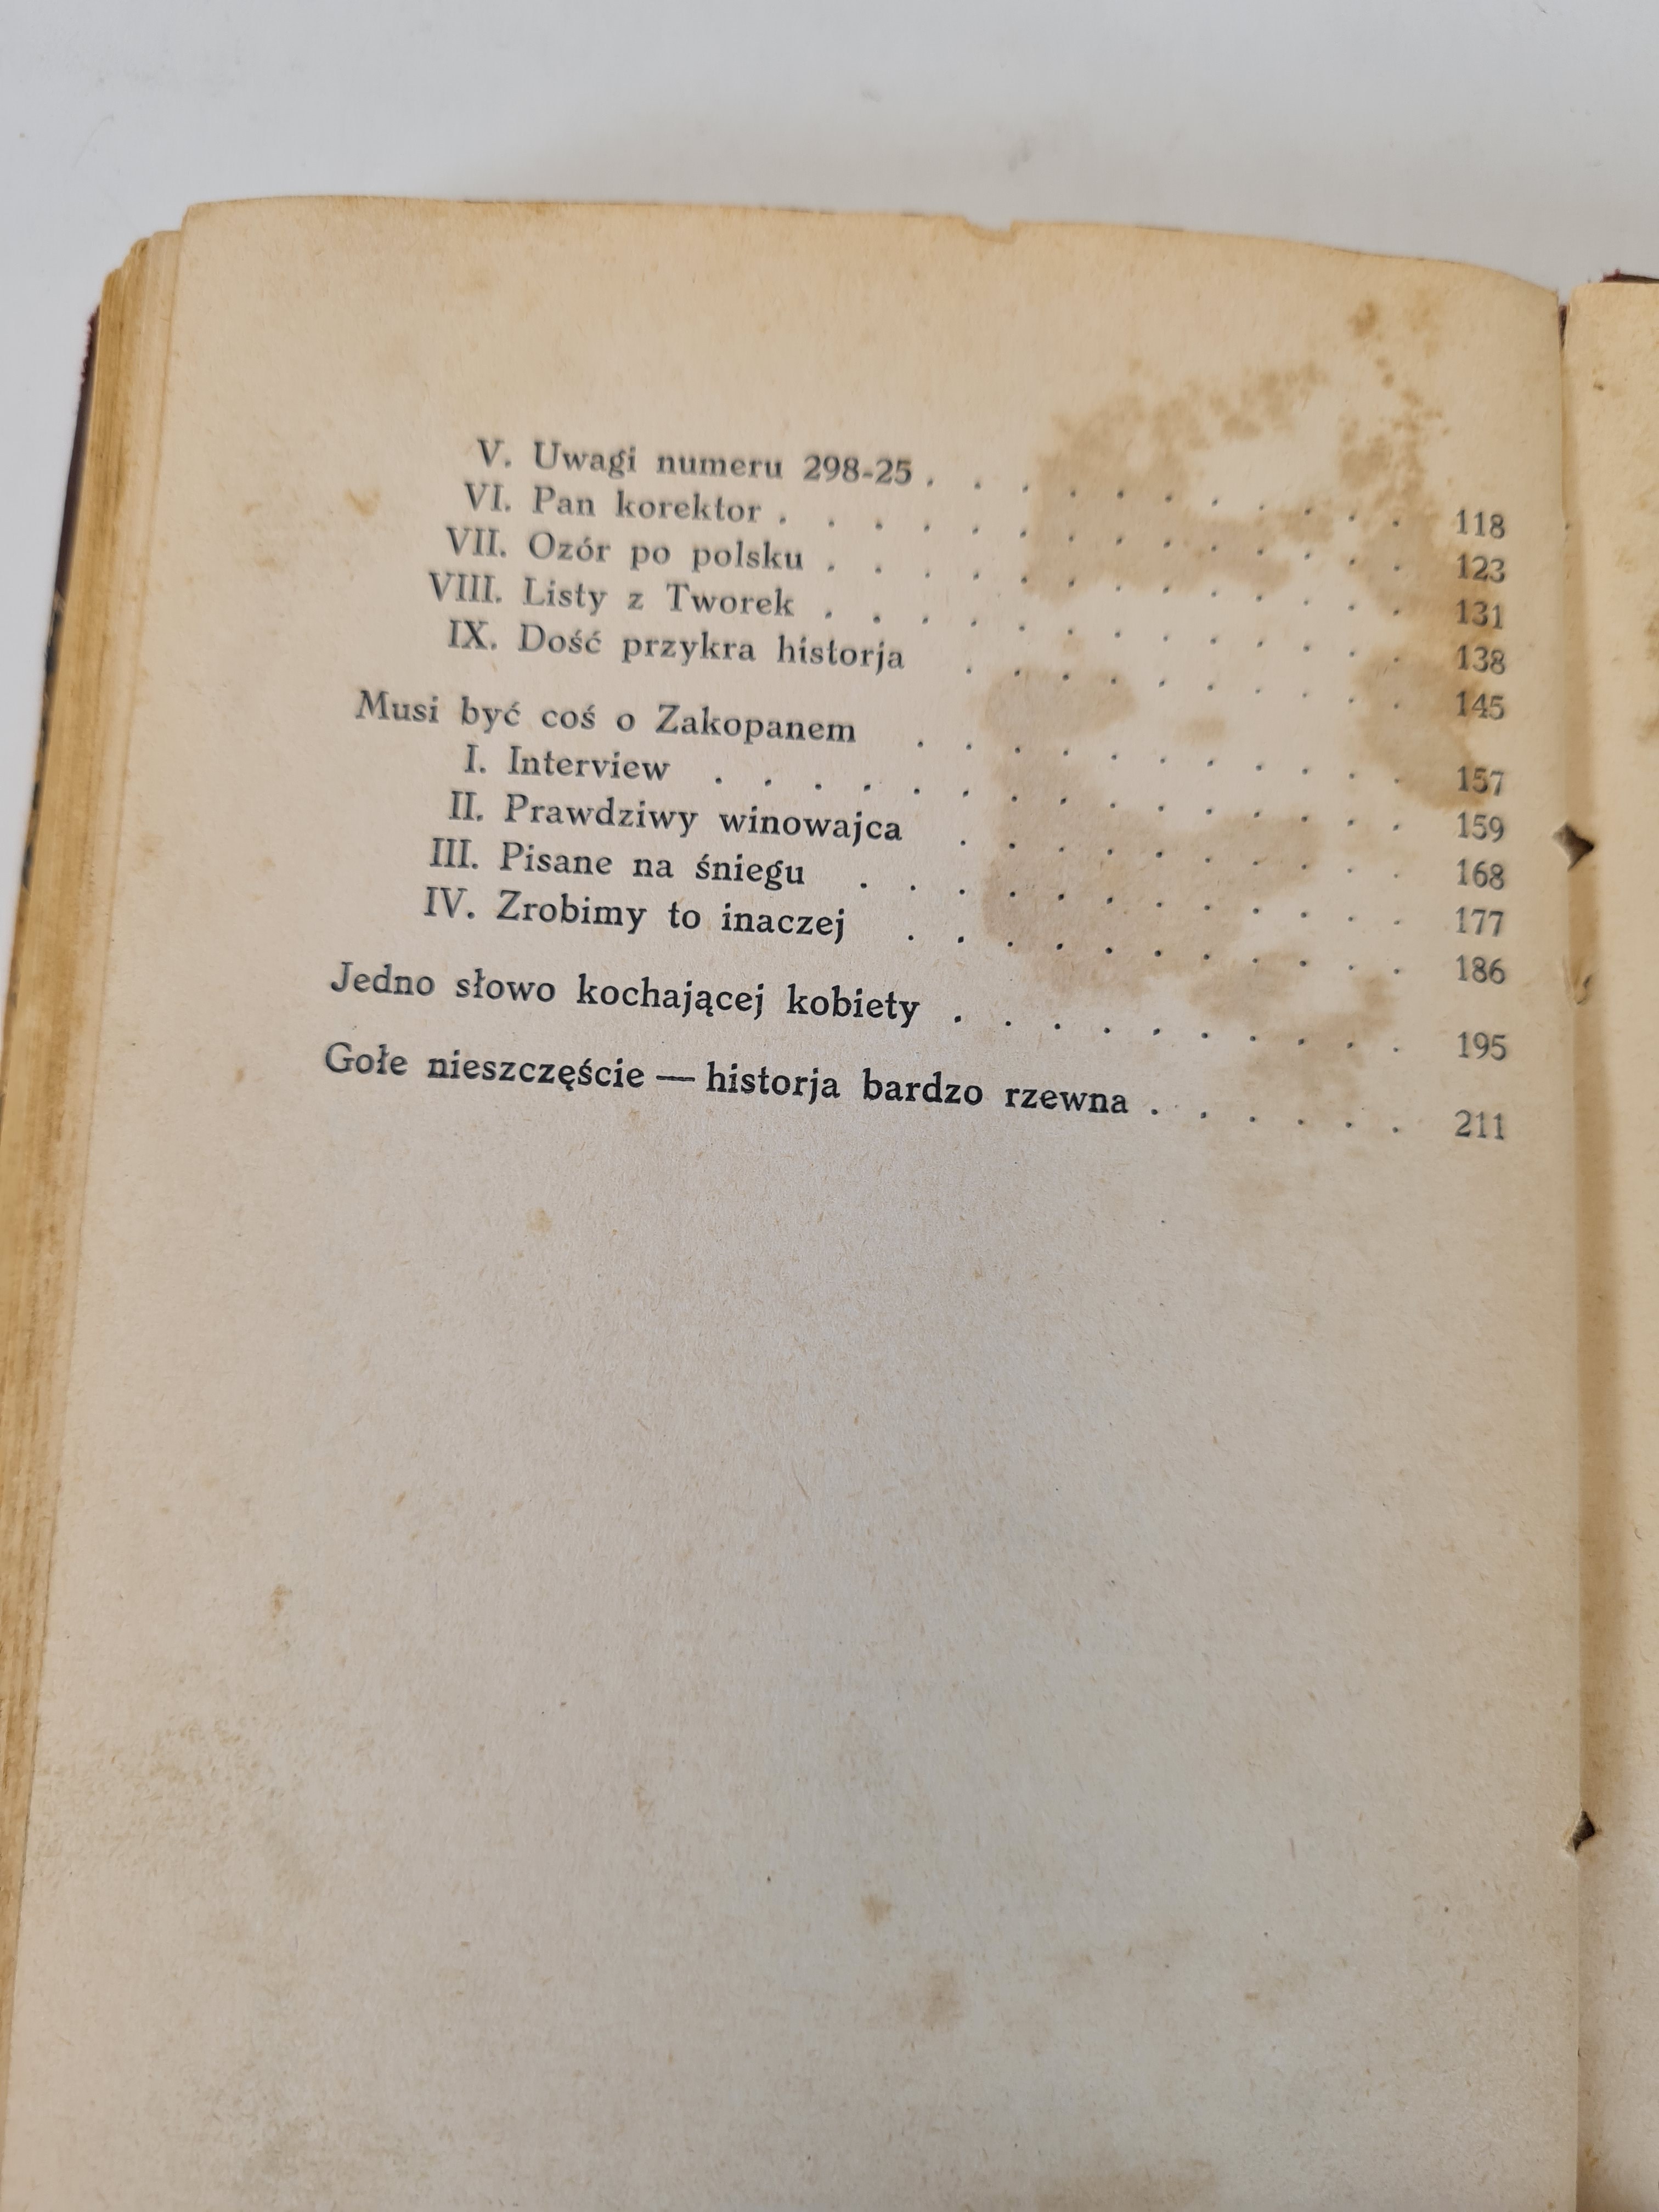 V. Uwagi numeru 298-25 . . . . . . . . . . 118
VI. Pan korektor . . . . . . . . . . . . . 123
VII. Ozór po polsku . . . . . . . . . . . . 131
VIII. Listy z Tworek . . . . . . . . . . . . 138
IX. Dość przykra historja . . . . . . . . . 145
Musi być coś o Zakopanem . . . . . . . . . . 157
I. Interview . . . . . . . . . . . . . . 159
II. Prawdziwy winowajca . . . . . . . . . 168
III. Pisane na śniegu . . . . . . . . . . . 177
IV. Zrobimy to inaczej . . . . . . . . . . 186
Jedno słowo kochającej kobiety . . . . . . . . . 195
Gołe nieszczęście — historja bardzo rzewna . . . . . 211